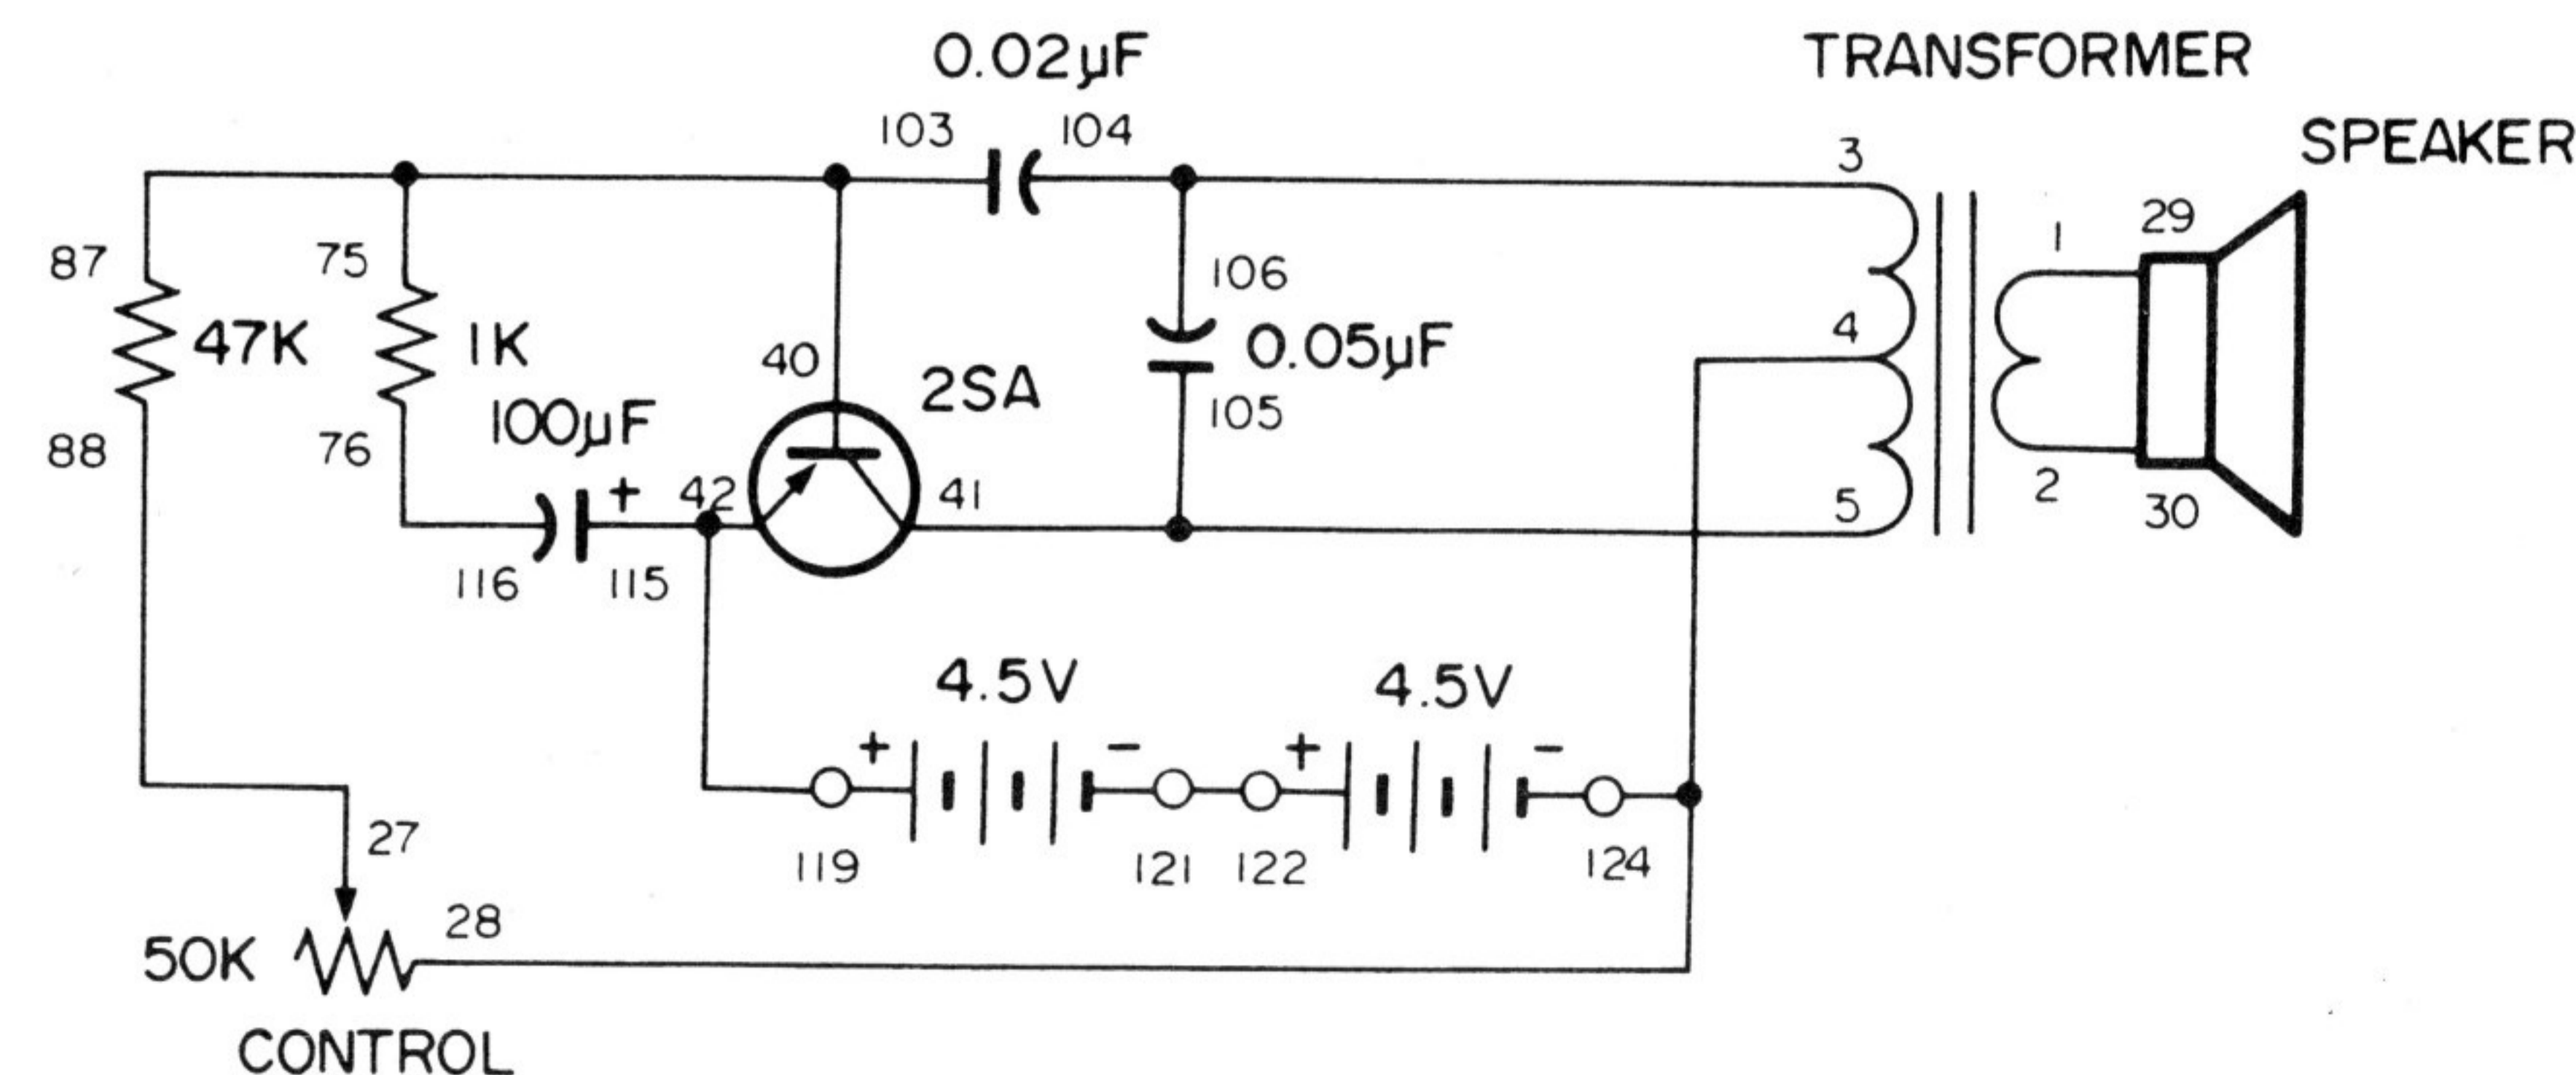 0.02µF
TRANSFORMER
103
104
3
SPEAKER
87
75
47K
1K
106
0.05µF
105
4
1
29
40
2SA
88
76
100µF
+
42
41
5
2
30
116
115
4.5V
4.5V
+
−
+
−
119
121
122
124
27
28
50K
CONTROL